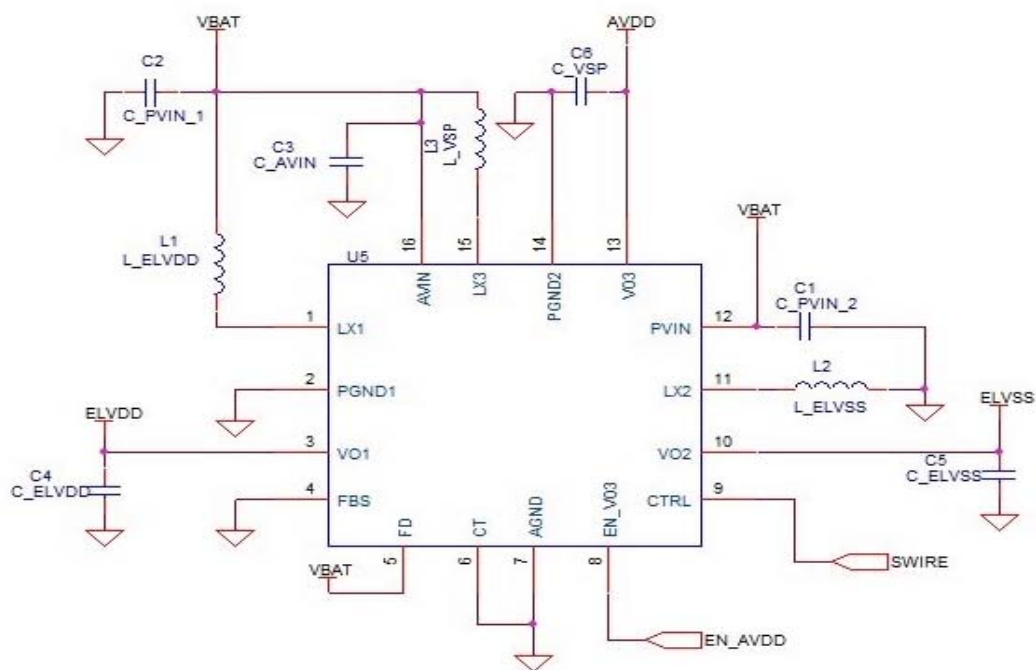 VBAT
AVDD
C2
C_PVIN_1
C6
C_VSP
C3
C_AVIN
L3
L_VSP
VBAT
L1
L_ELVDD
U5
16
15
14
13
AVIN
LX3
PGND2
VO3
C1
C_PVIN_2
1
LX1
PVIN
12
L2
L_ELVSS
2
PGND1
LX2
11
ELVDD
ELVSS
3
VO1
VO2
10
C4
C_ELVDD
C5
C_ELVSS
4
FBS
CTRL
9
FD
CT
AGND
EN_VO3
5
6
7
8
VBAT
SWIRE
EN_AVDD